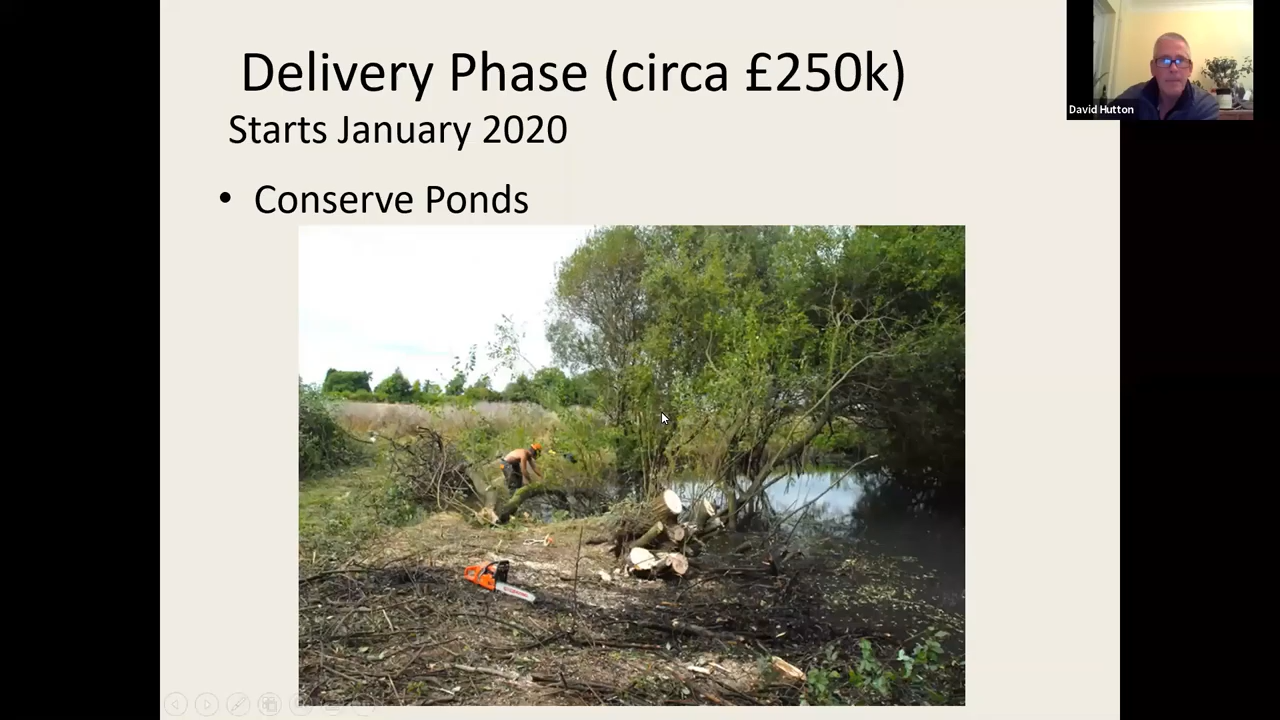 Delivery Phase (circa £250k)
Starts January 2020
• Conserve Ponds
David Hutton